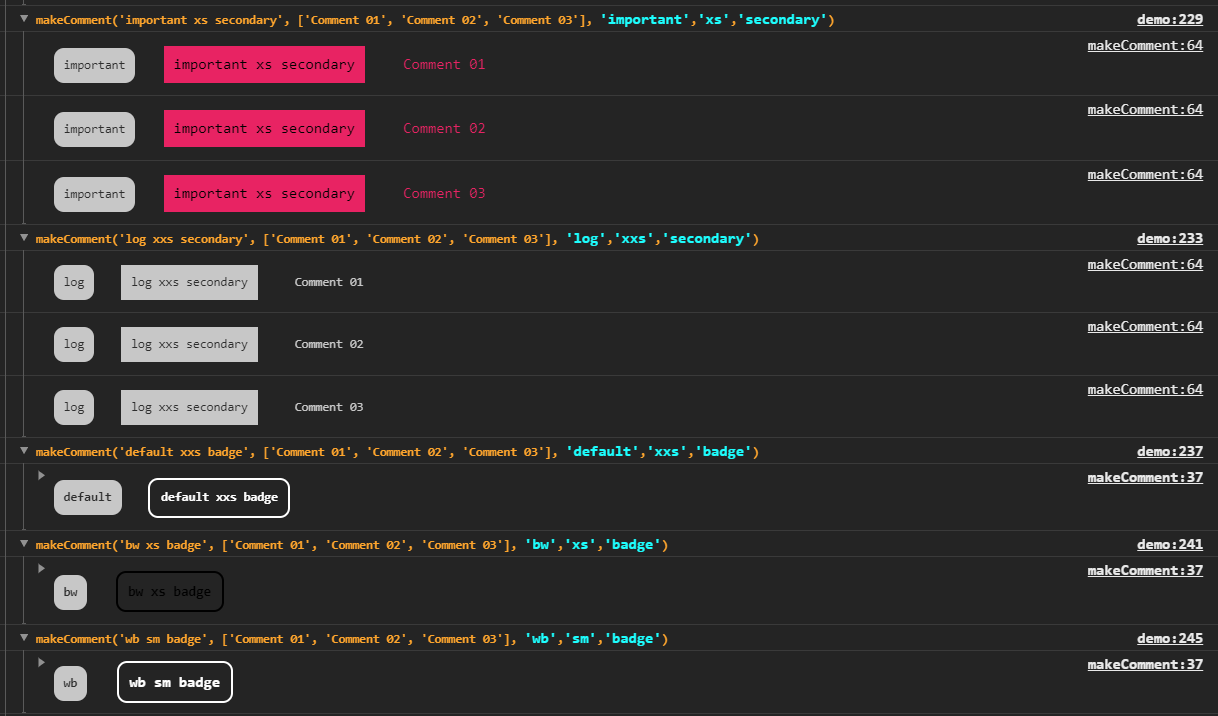 makeComment('important xs secondary', ['Comment 01', 'Comment 02', 'Comment 03'], 'important','xs','secondary') demo:229
important important xs secondary Comment 01 makeComment:64
important important xs secondary Comment 02 makeComment:64
important important xs secondary Comment 03 makeComment:64
makeComment('log xxs secondary', ['Comment 01', 'Comment 02', 'Comment 03'], 'log','xxs','secondary') demo:233
log log xxs secondary Comment 01 makeComment:64
log log xxs secondary Comment 02 makeComment:64
log log xxs secondary Comment 03 makeComment:64
makeComment('default xxs badge', ['Comment 01', 'Comment 02', 'Comment 03'], 'default','xxs','badge') demo:237
default default xxs badge makeComment:37
makeComment('bw xs badge', ['Comment 01', 'Comment 02', 'Comment 03'], 'bw','xs','badge') demo:241
bw bw xs badge makeComment:37
makeComment('wb sm badge', ['Comment 01', 'Comment 02', 'Comment 03'], 'wb','sm','badge') demo:245
wb wb sm badge makeComment:37